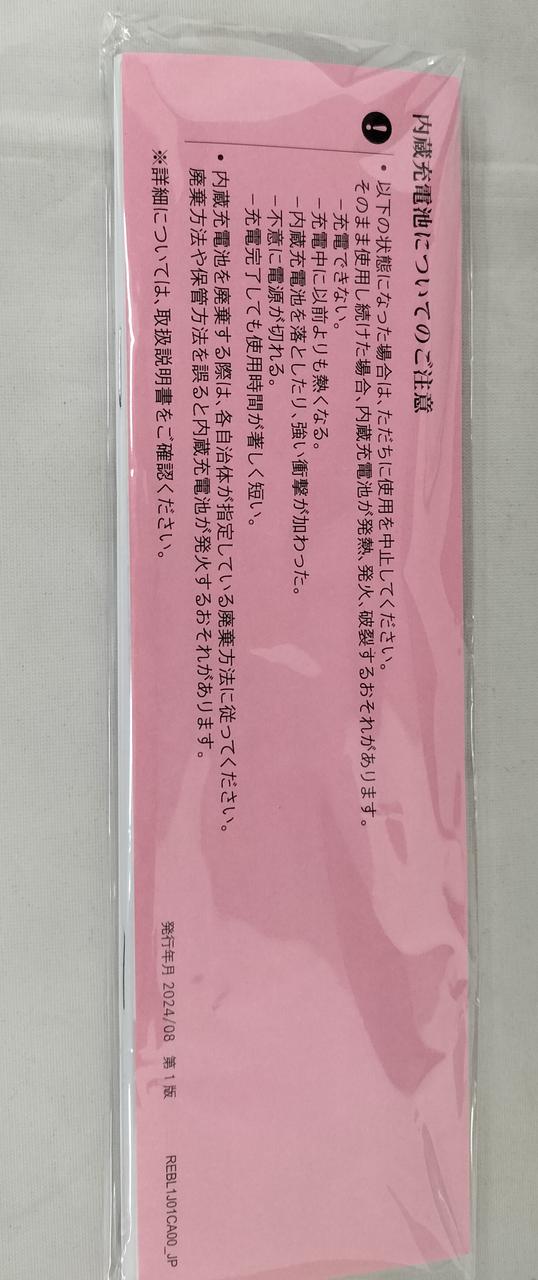 内蔵充電池についてのご注意
!
・以下の状態になった場合は、ただちに使用を中止してください。
そのまま使用し続けた場合、内蔵充電池が発熱、発火、破裂するおそれがあります。
－充電できない。
－充電中に以前よりも熱くなる。
－内蔵充電池を落としたり、強い衝撃が加わった。
－不意に電源が切れる。
－充電完了しても使用時間が著しく短い。
・内蔵充電池を廃棄する際は、各自治体が指定している廃棄方法に従ってください。
廃棄方法や保管方法を誤ると内蔵充電池が発火するおそれがあります。
※詳細については、取扱説明書をご確認ください。
発行年月 2024/08 第1版
REBL1J01CA00_JP